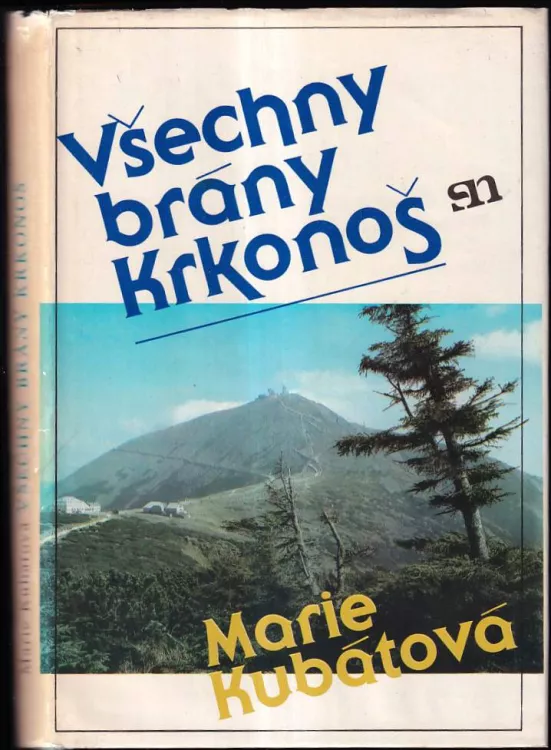 Všechny
brány
Krkonoš
sn
Marie
Kubátová
Marie Kubátová VŠECHNY BRÁNY KRKONOŠ